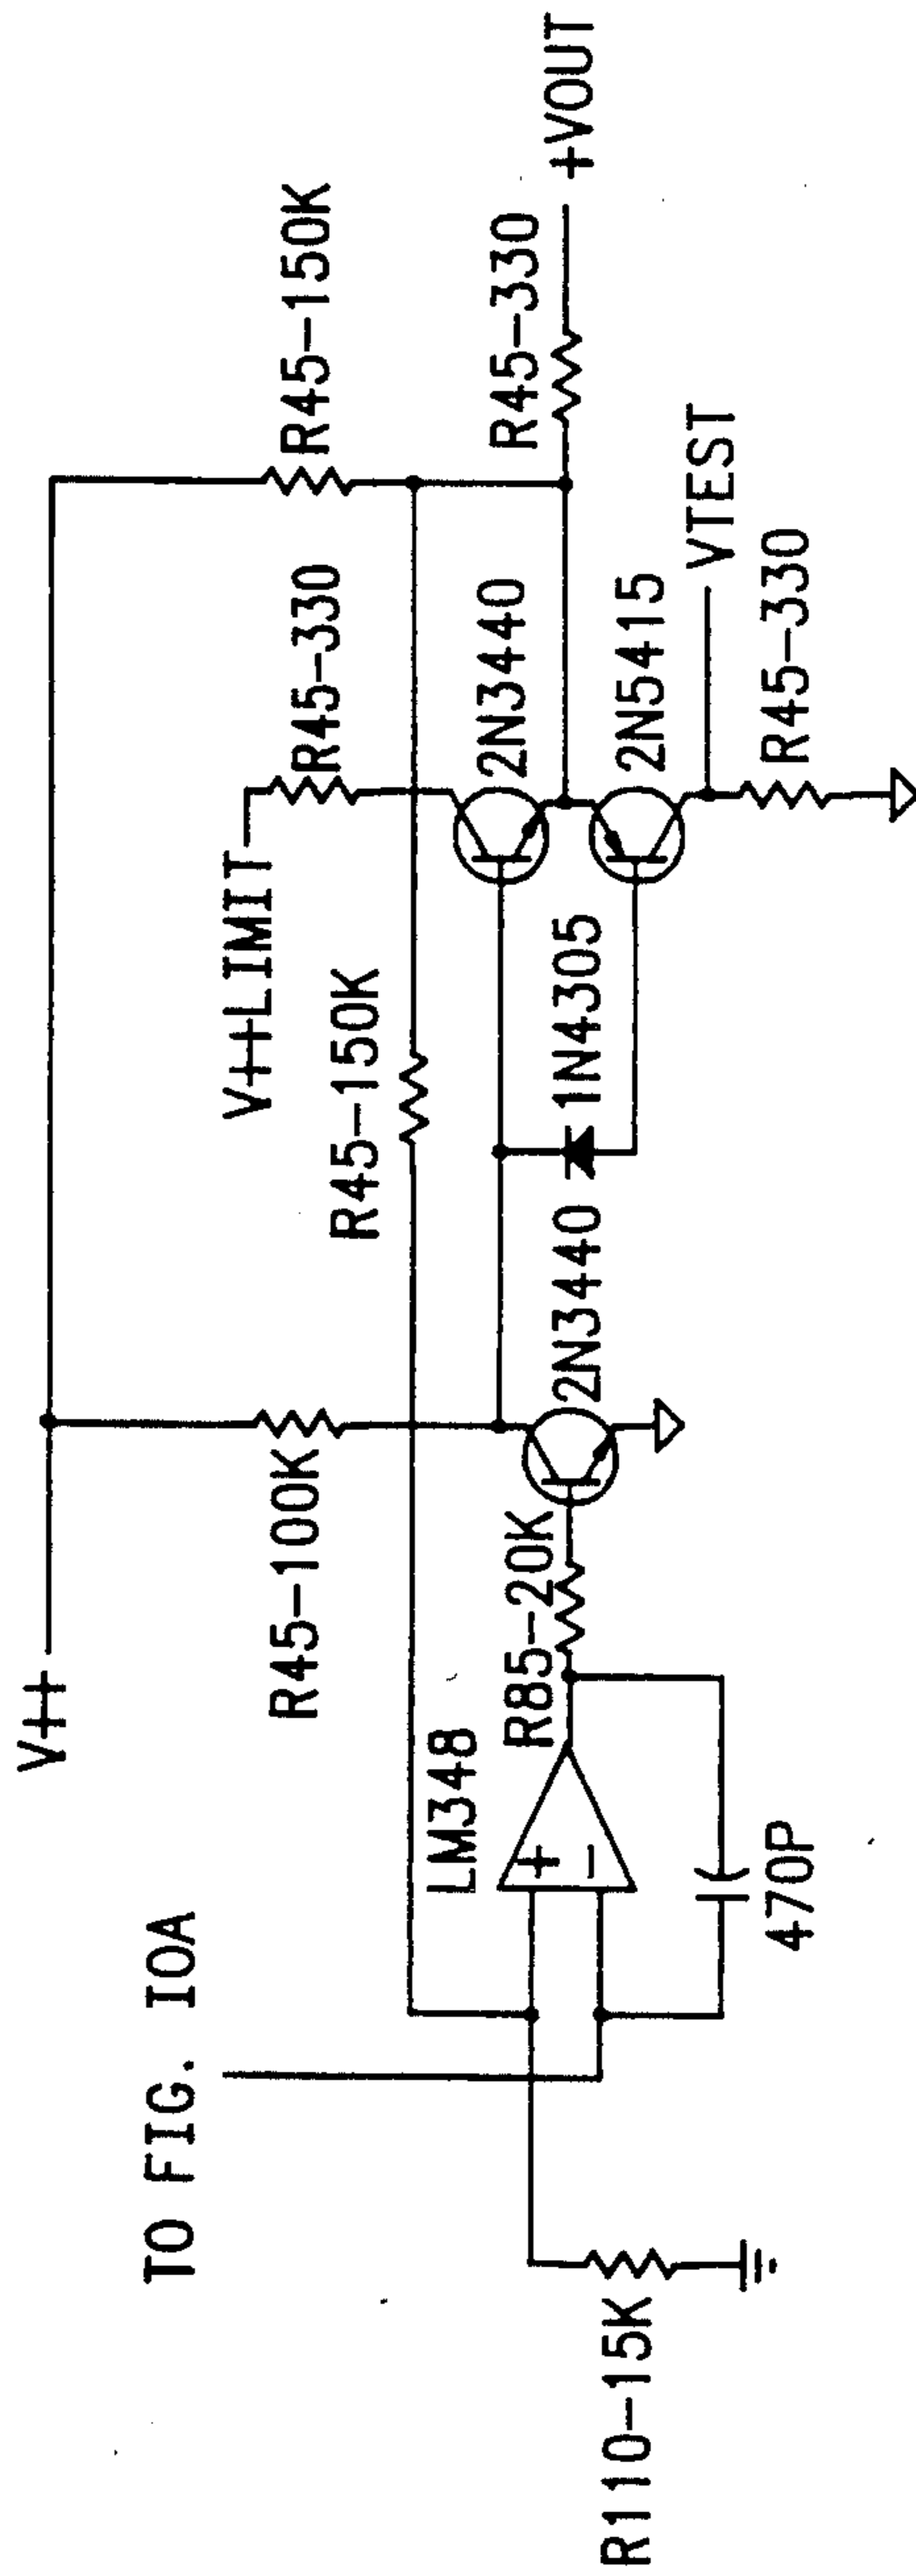 V++
R45-150K
R45-330
V++LIMIT
R45-100K
R45-150K
TO FIG. 10A
2N3440
R45-330
+VOUT
LM348
+
−
R85-20K
2N3440
1N4305
2N5415
VTEST
R110-15K
470P
R45-330